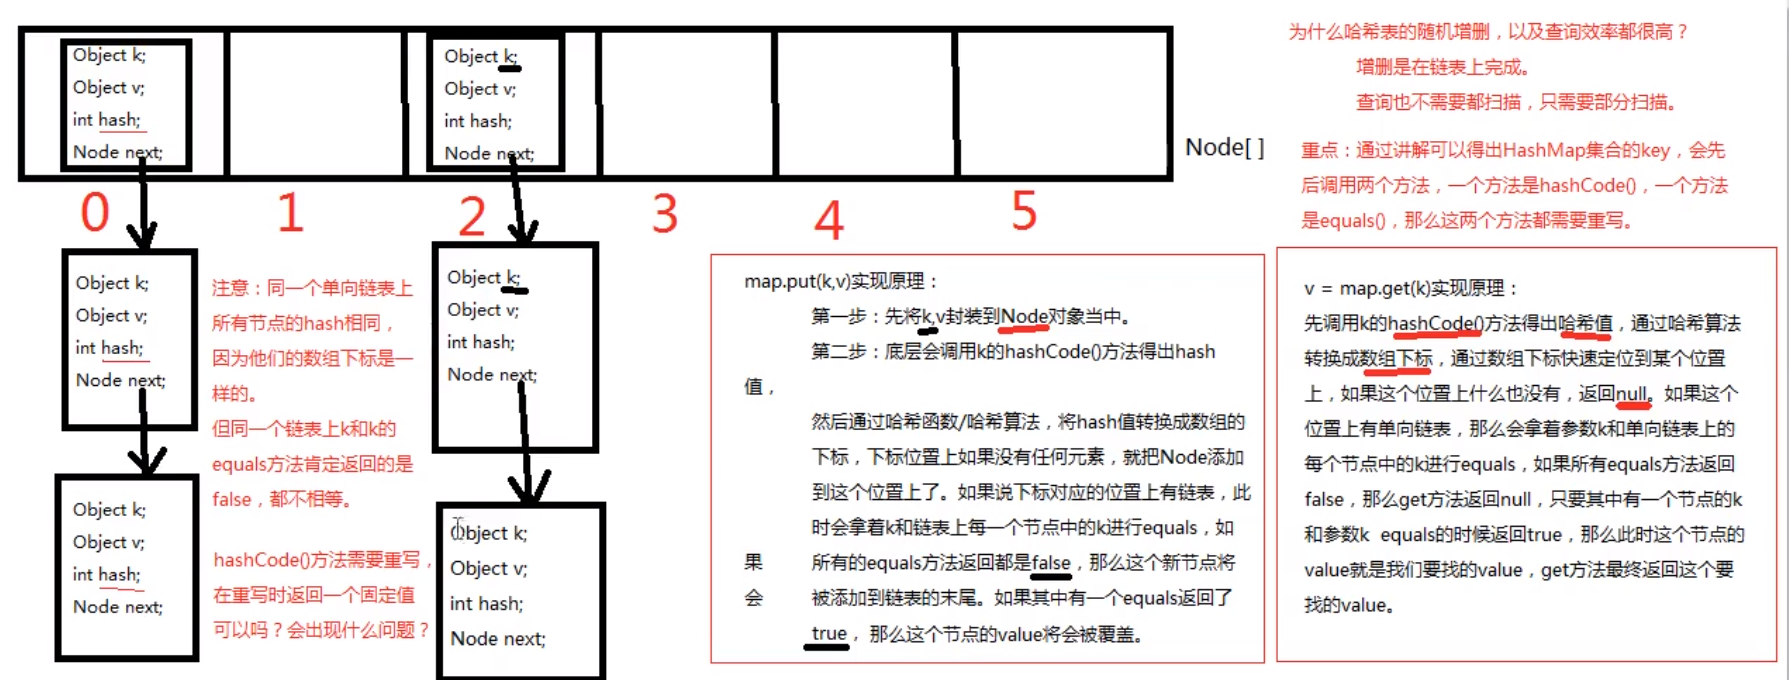 Object k;
Object v;
int hash;
Node next;
Object k;
Object v;
int hash;
Node next;
Node[ ]
0
1
2
3
4
5
Object k;
Object v;
int hash;
Node next;
Object k;
Object v;
int hash;
Node next;
Object k;
Object v;
int hash;
Node next;
Object k;
Object v;
int hash;
Node next;
注意：同一个单向链表上
所有节点的hash相同，
因为他们的数组下标是一
样的。
但同一个链表上k和k的
equals方法肯定返回的是
false，都不相等。
hashCode()方法需要重写，
在重写时返回一个固定值
可以吗？会出现什么问题？
为什么哈希表的随机增删，以及查询效率都很高？
增删是在链表上完成。
查询也不需要都扫描，只需要部分扫描。
重点：通过讲解可以得出HashMap集合的key，会先
后调用两个方法，一个方法是hashCode()，一个方法
是equals()，那么这两个方法都需要重写。
map.put(k,v)实现原理：
第一步：先将k,v封装到Node对象当中。
第二步：底层会调用k的hashCode()方法得出hash
值，
然后通过哈希函数/哈希算法，将hash值转换成数组的
下标，下标位置上如果没有任何元素，就把Node添加
到这个位置上了。如果说下标对应的位置上有链表，此
时会拿着k和链表上每一个节点中的k进行equals，如
果 所有的equals方法返回都是false，那么这个新节点将
会 被添加到链表的末尾。如果其中有一个equals返回了
true，那么这个节点的value将会被覆盖。
v = map.get(k)实现原理：
先调用k的hashCode()方法得出哈希值，通过哈希算法
转换成数组下标，通过数组下标快速定位到某个位置
上，如果这个位置上什么也没有，返回null。如果这个
位置上有单向链表，那么会拿着参数k和单向链表上的
每个节点中的k进行equals，如果所有equals方法返回
false，那么get方法返回null，只要其中有一个节点的k
和参数k equals的时候返回true，那么此时这个节点的
value就是我们要找的value，get方法最终返回这个要
找的value。